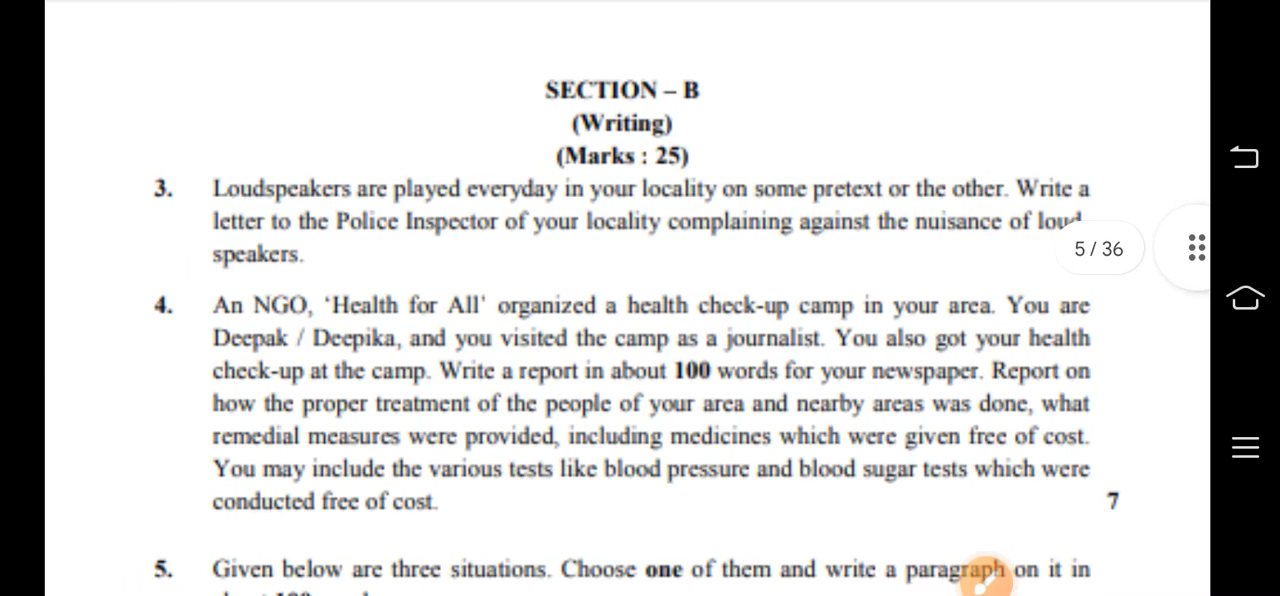 SECTION – B
(Writing)
(Marks : 25)
3. Loudspeakers are played everyday in your locality on some pretext or the other. Write a
letter to the Police Inspector of your locality complaining against the nuisance of loud
speakers.
5 / 36
4. An NGO, ‘Health for All’ organized a health check-up camp in your area. You are
Deepak / Deepika, and you visited the camp as a journalist. You also got your health
check-up at the camp. Write a report in about 100 words for your newspaper. Report on
how the proper treatment of the people of your area and nearby areas was done, what
remedial measures were provided, including medicines which were given free of cost.
You may include the various tests like blood pressure and blood sugar tests which were
conducted free of cost. 7
5. Given below are three situations. Choose one of them and write a paragraph on it in